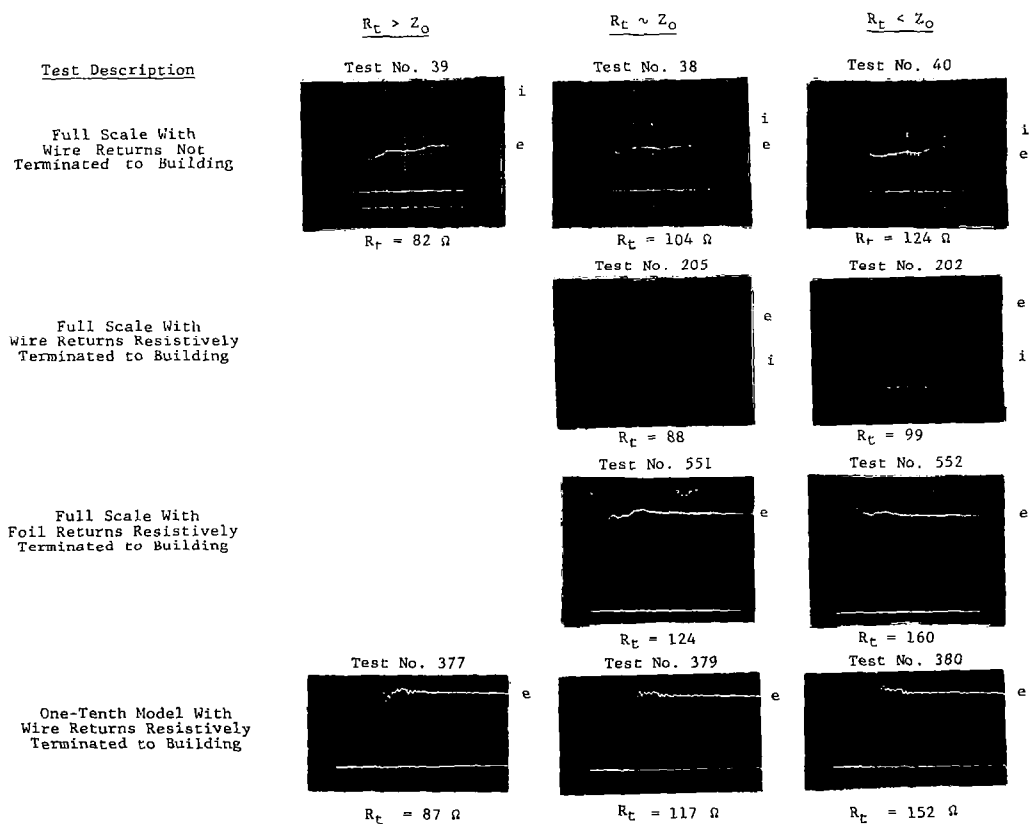 R_t > Z_o   R_t ~ Z_o   R_t < Z_o
Test Description
Test No. 39   Test No. 38   Test No. 40
Full Scale With
Wire Returns Not
Terminated to Building
i
e
i
e
i
e
R_t = 82 Ω   R_t = 104 Ω   R_t = 124 Ω
Test No. 205   Test No. 202
Full Scale With
Wire Returns Resistively
Terminated to Building
e
i
e
i
R_t = 88   R_t = 99
Test No. 551   Test No. 552
Full Scale With
Foil Returns Resistively
Terminated to Building
e
e
R_t = 124   R_t = 160
Test No. 377   Test No. 379   Test No. 380
One-Tenth Model With
Wire Returns Resistively
Terminated to Building
e
e
e
R_t = 87 Ω   R_t = 117 Ω   R_t = 152 Ω